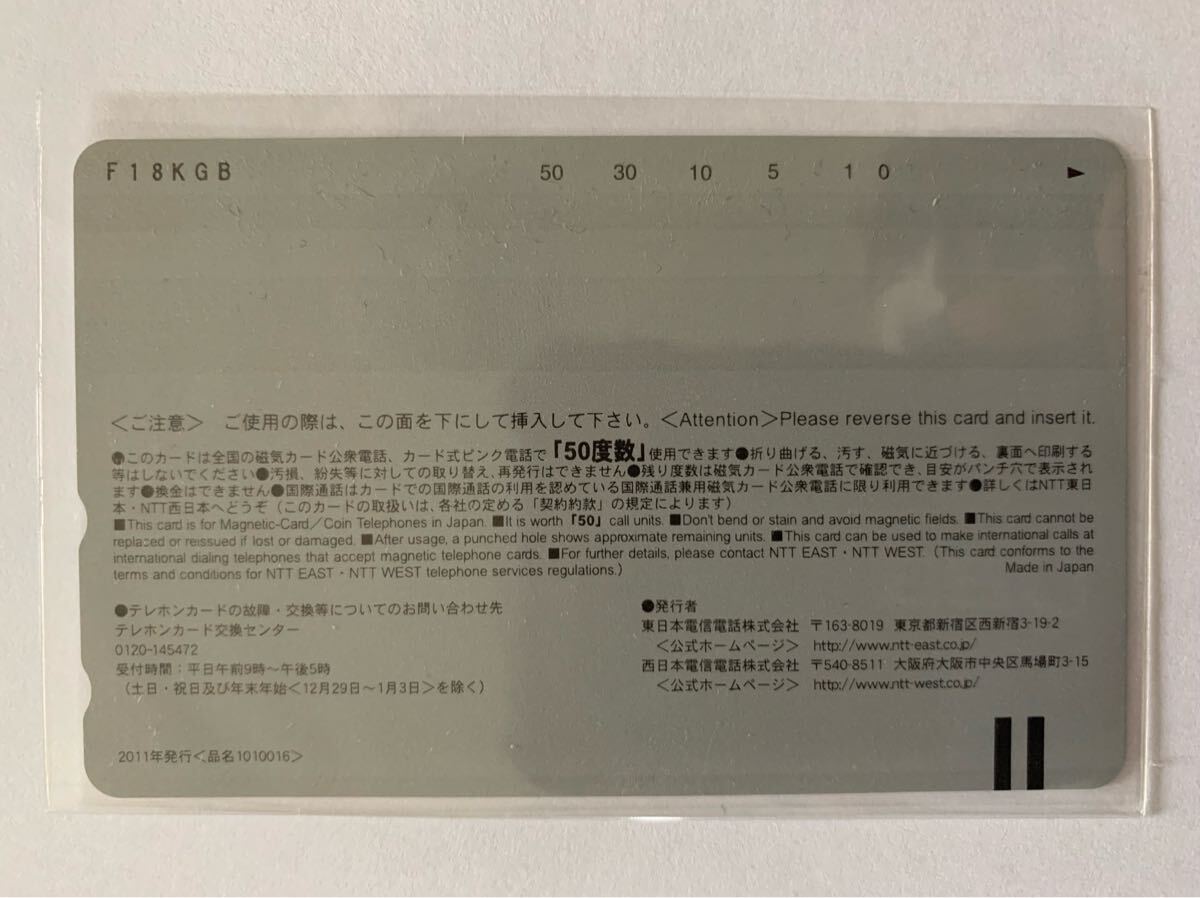 F18KGB 50 30 10 5 1 0 ▶
＜ご注意＞ ご使用の際は、この面を下にして挿入して下さい。＜Attention＞Please reverse this card and insert it.
●このカードは全国の磁気カード公衆電話、カード式ピンク電話で「50度数」使用できます●折り曲げる、汚す、磁気に近づける、裏面へ印刷する
等はしないでください●汚損、紛失等に対しての取り替え、再発行はできません●残り度数は磁気カード公衆電話で確認でき、目安がパンチ穴で表示され
ます●換金はできません●国際通話はカードでの国際通話の利用を認めている国際通話兼用磁気カード公衆電話に限り利用できます●詳しくはNTT東日
本・NTT西日本へどうぞ（このカードの取扱いは、各社の定める「契約約款」の規定によります）
■This card is for Magnetic-Card／Coin Telephones in Japan. ■It is worth「50」call units. ■Don't bend or stain and avoid magnetic fields. ■This card cannot be
replaced or reissued if lost or damaged. ■After usage, a punched hole shows approximate remaining units. ■This card can be used to make international calls at
international dialing telephones that accept magnetic telephone cards. ■For further details, please contact NTT EAST・NTT WEST. (This card conforms to the
terms and conditions for NTT EAST・NTT WEST telephone services regulations.) Made in Japan
●テレホンカードの故障・交換等についてのお問い合わせ先
テレホンカード交換センター
0120-145472
受付時間：平日午前9時～午後5時
（土日・祝日及び年末年始＜12月29日～1月3日＞を除く）
●発行者
東日本電信電話株式会社 〒163-8019 東京都新宿区西新宿3-19-2
＜公式ホームページ＞ http://www.ntt-east.co.jp/
西日本電信電話株式会社 〒540-8511 大阪府大阪市中央区馬場町3-15
＜公式ホームページ＞ http://www.ntt-west.co.jp/
2011年発行＜品名1010016＞